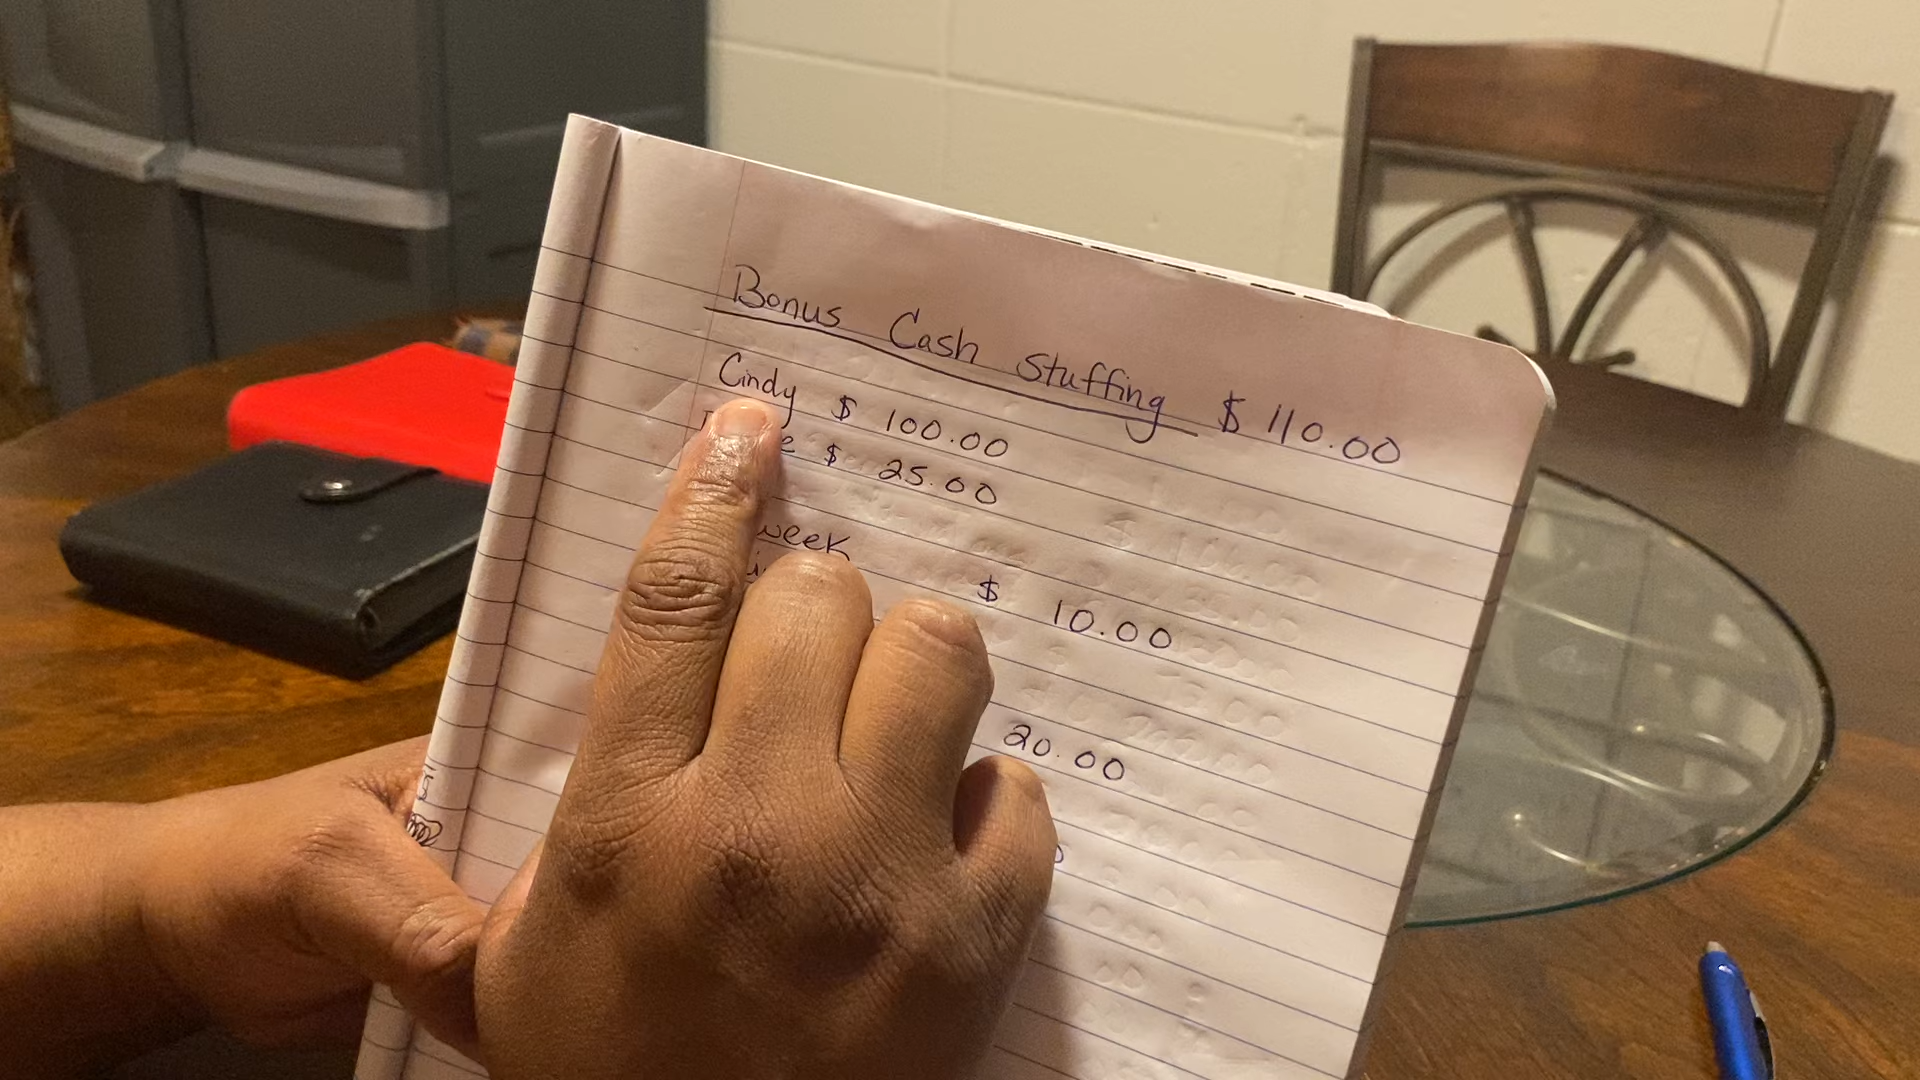 Bonus Cash Stuffing $ 110.00
Cindy $ 100.00
$ 25.00
week
$ 10.00
20.00